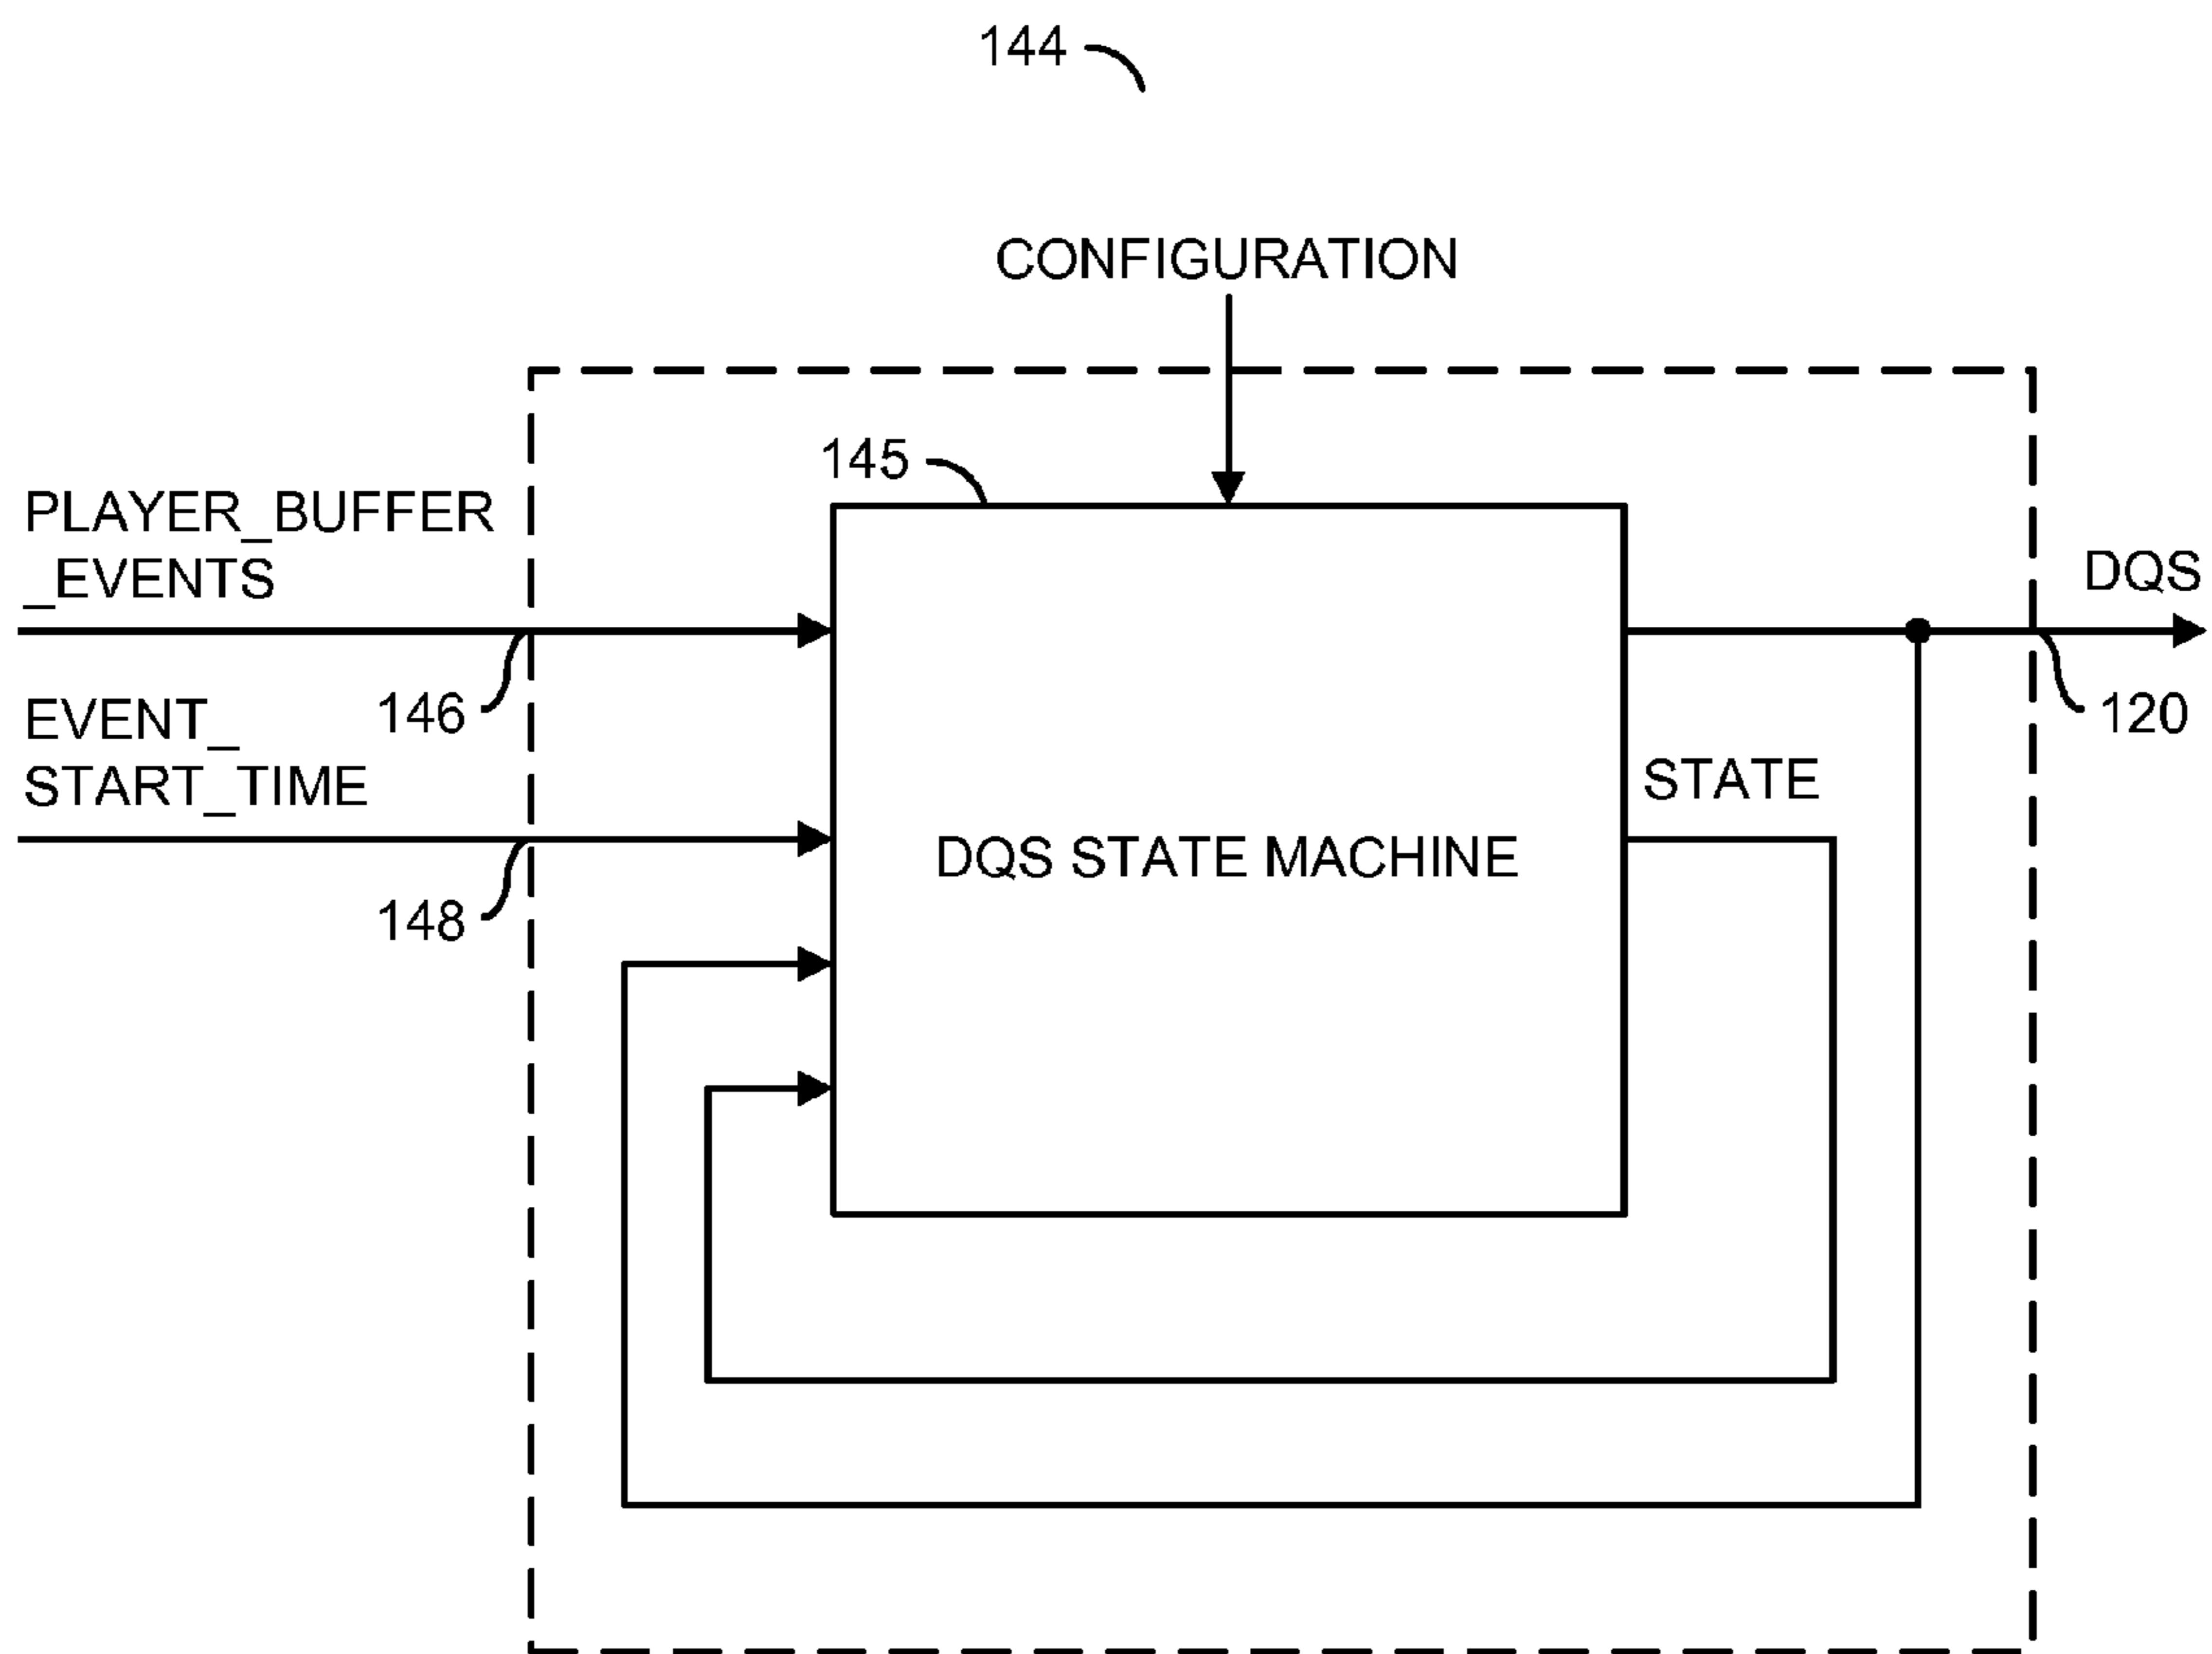 144
CONFIGURATION
145
PLAYER_BUFFER
_EVENTS
DQS
146
120
EVENT_
START_TIME
STATE
DQS STATE MACHINE
148